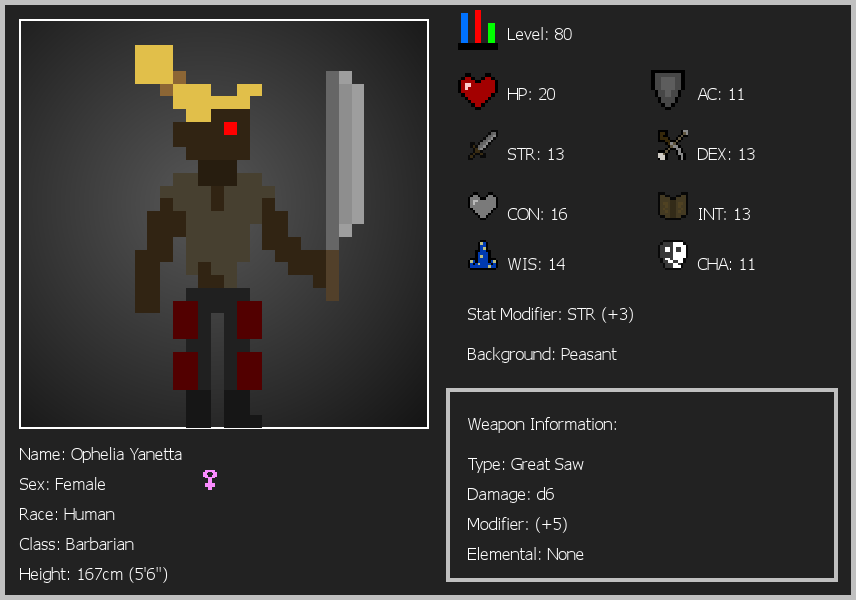 Level: 80
HP: 20
AC: 11
STR: 13
DEX: 13
CON: 16
INT: 13
WIS: 14
CHA: 11
Stat Modifier: STR (+3)
Background: Peasant
Weapon Information:
Type: Great Saw
Damage: d6
Modifier: (+5)
Elemental: None
Name: Ophelia Yanetta
Sex: Female
Race: Human
Class: Barbarian
Height: 167cm (5'6")